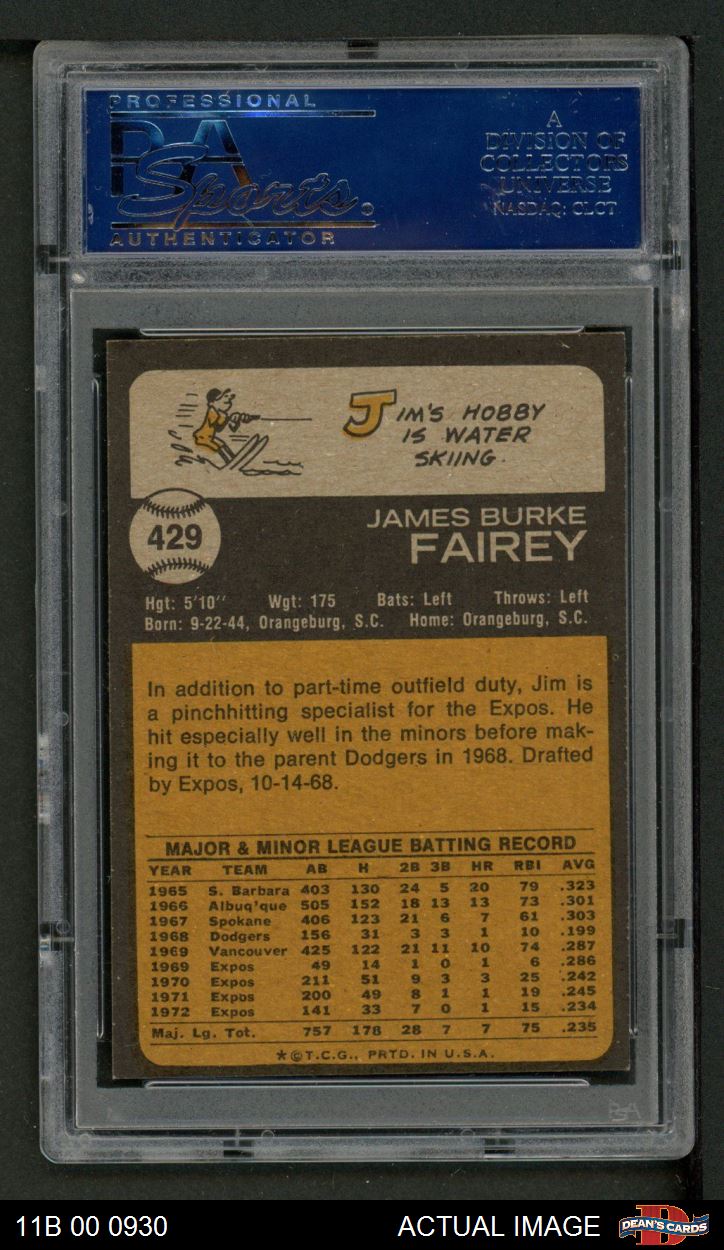 PROFESSIONAL
PSA
Sports
AUTHENTICATOR
A
DIVISION OF
COLLECTORS
UNIVERSE
NASDAQ: CLCT
JIM'S HOBBY
IS WATER
SKIING.
429
JAMES BURKE
FAIREY
Hgt: 5'10" Wgt: 175 Bats: Left Throws: Left
Born: 9-22-44, Orangeburg, S.C. Home: Orangeburg, S.C.
In addition to part-time outfield duty, Jim is
a pinchhitting specialist for the Expos. He
hit especially well in the minors before mak-
ing it to the parent Dodgers in 1968. Drafted
by Expos, 10-14-68.
MAJOR & MINOR LEAGUE BATTING RECORD
YEAR TEAM AB H 2B 3B HR RBI AVG
1965 S. Barbara 403 130 24 5 20 79 .323
1966 Albuq'que 505 152 18 13 13 73 .301
1967 Spokane 406 123 21 6 7 61 .303
1968 Dodgers 156 31 3 3 1 10 .199
1969 Vancouver 425 122 21 11 10 74 .287
1969 Expos 49 14 1 0 1 6 .286
1970 Expos 211 51 9 3 3 25 .242
1971 Expos 200 49 8 1 1 19 .245
1972 Expos 141 33 7 0 1 15 .234
Maj. Lg. Tot. 757 178 28 7 7 75 .235
*©T.C.G., PRTD. IN U.S.A.
PSA
11B 00 0930 ACTUAL IMAGE DEAN'S CARDS